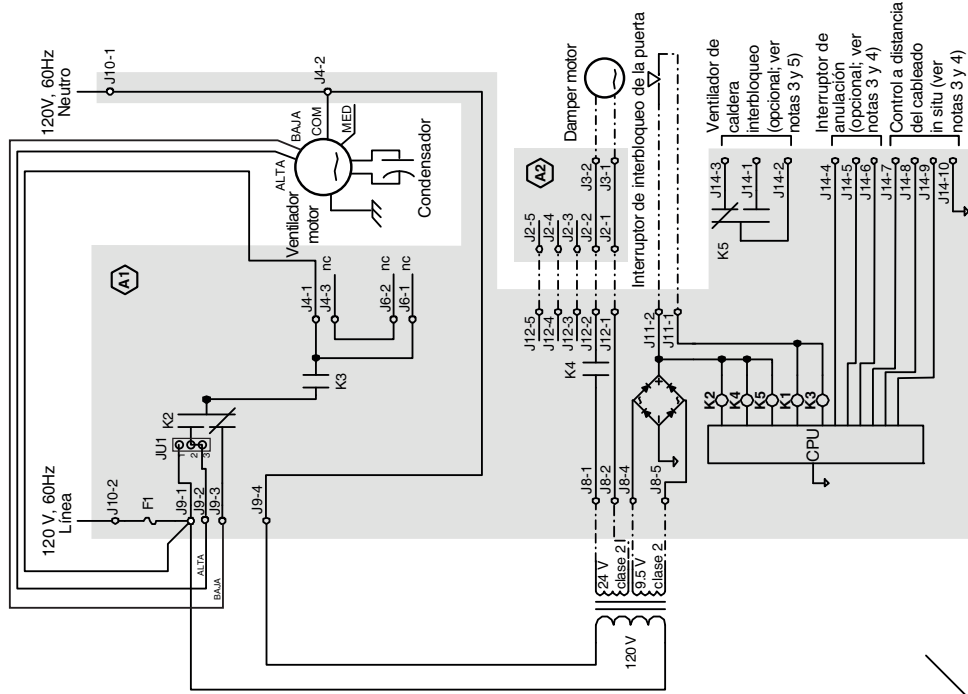 120V, 60Hz
Neutro
J10-1
J4-2
BAJA
COM
MED
ALTA
Ventilador
motor
Condensador
A1
J4-1
J4-3
nc
J6-2
nc
J6-1
K3
K2
JU1
1
2
3
120 V, 60Hz
Línea
J10-2
F1
J9-1
J9-2
J9-3
J9-4
ALTA
BAJA
Damper motor
A2
J3-2
J3-1
J2-5
J2-4
J2-3
J2-2
J2-1
Interruptor de interbloqueo de la puerta
J12-5
J12-4
J12-3
J12-2
J12-1
K4
J11-2
J11-1
J8-1
J8-2
J8-4
J8-5
24 V
clase 2
9.5 V
clase 2
120 V
K2
K4
K5
K1
K3
CPU
K5
J14-3
J14-1
J14-2
J14-4
J14-5
J14-6
J14-7
J14-8
J14-9
J14-10
Ventilador de
caldera
interbloqueo
(opcional; ver
notas 3 y 5)
Interruptor de
anulación
(opcional; ver
notas 3 y 4)
Control a distancia
del cableado
in situ (ver
notas 3 y 4)